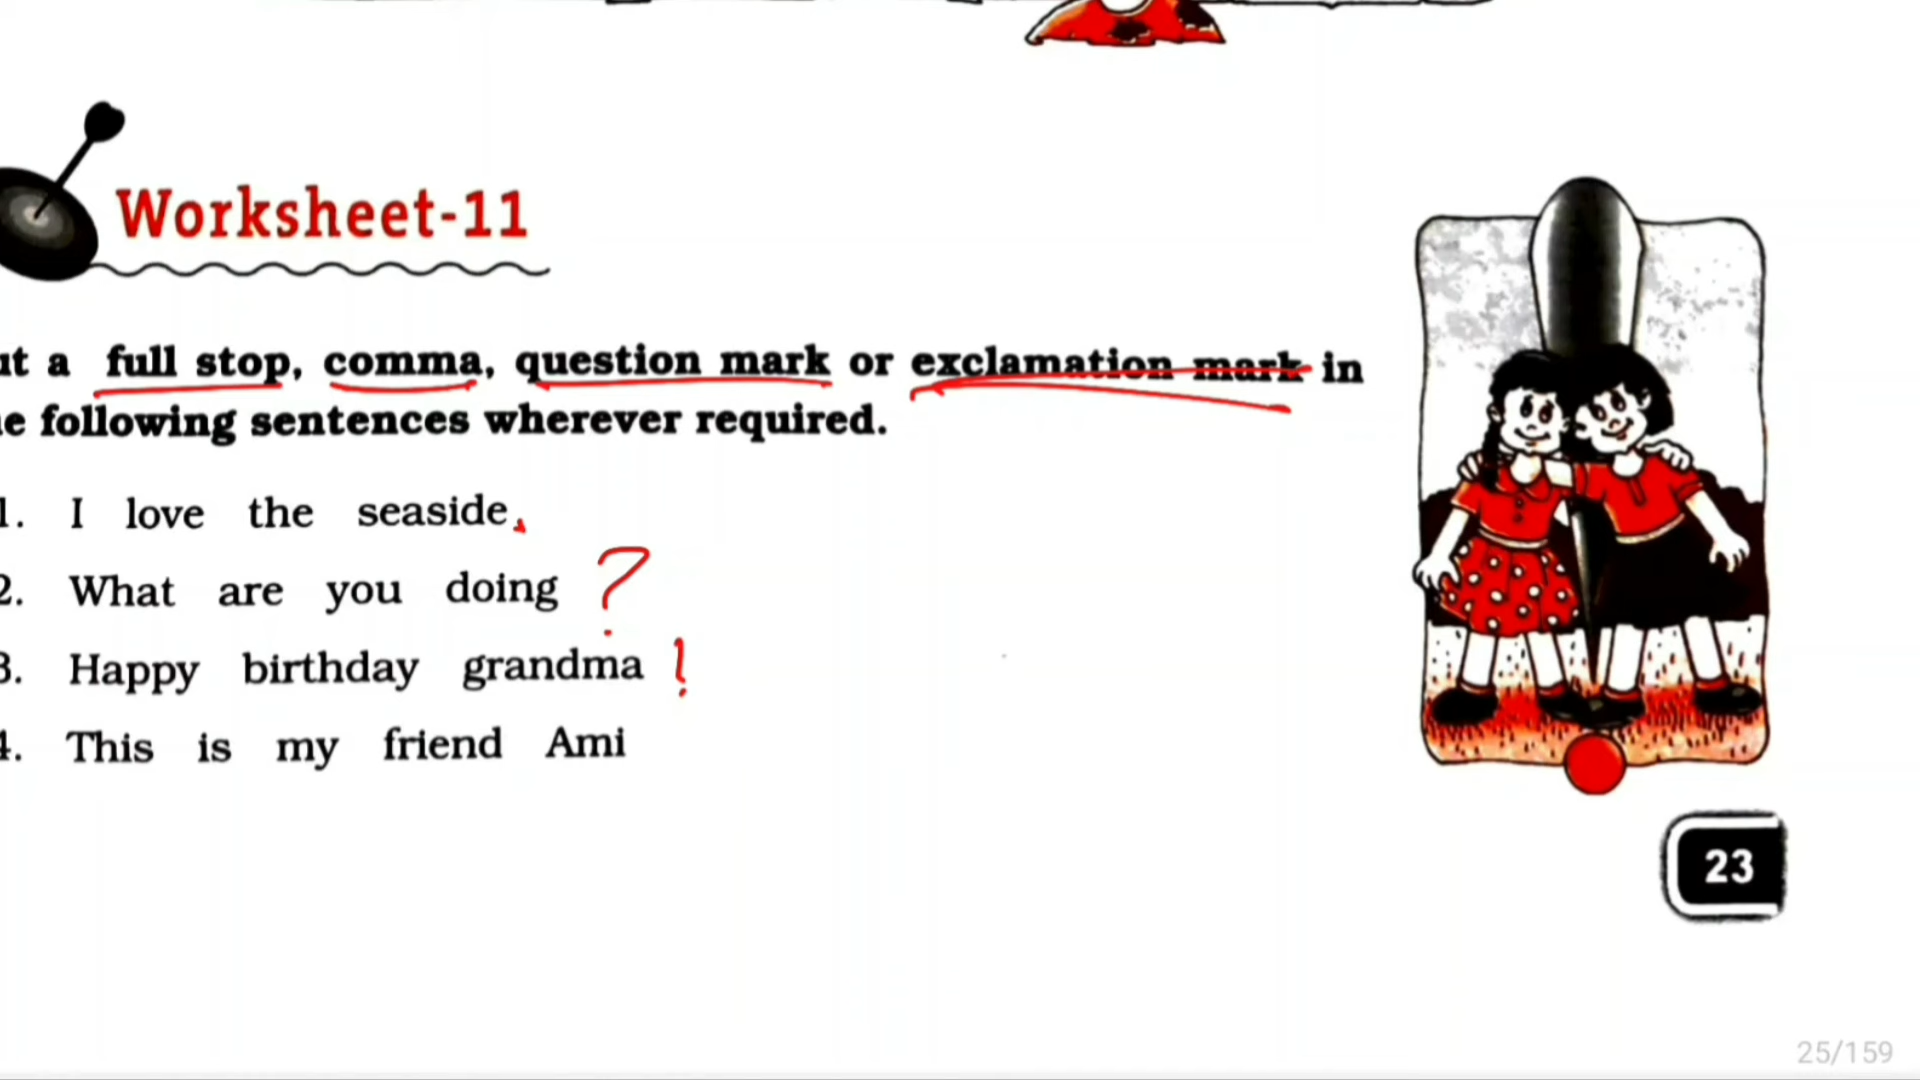 Worksheet-11
a full stop, comma, question mark or exclamation mark in
following sentences wherever required.
1. I love the seaside.
2. What are you doing ?
3. Happy birthday grandma !
4. This is my friend Ami
23
25/159